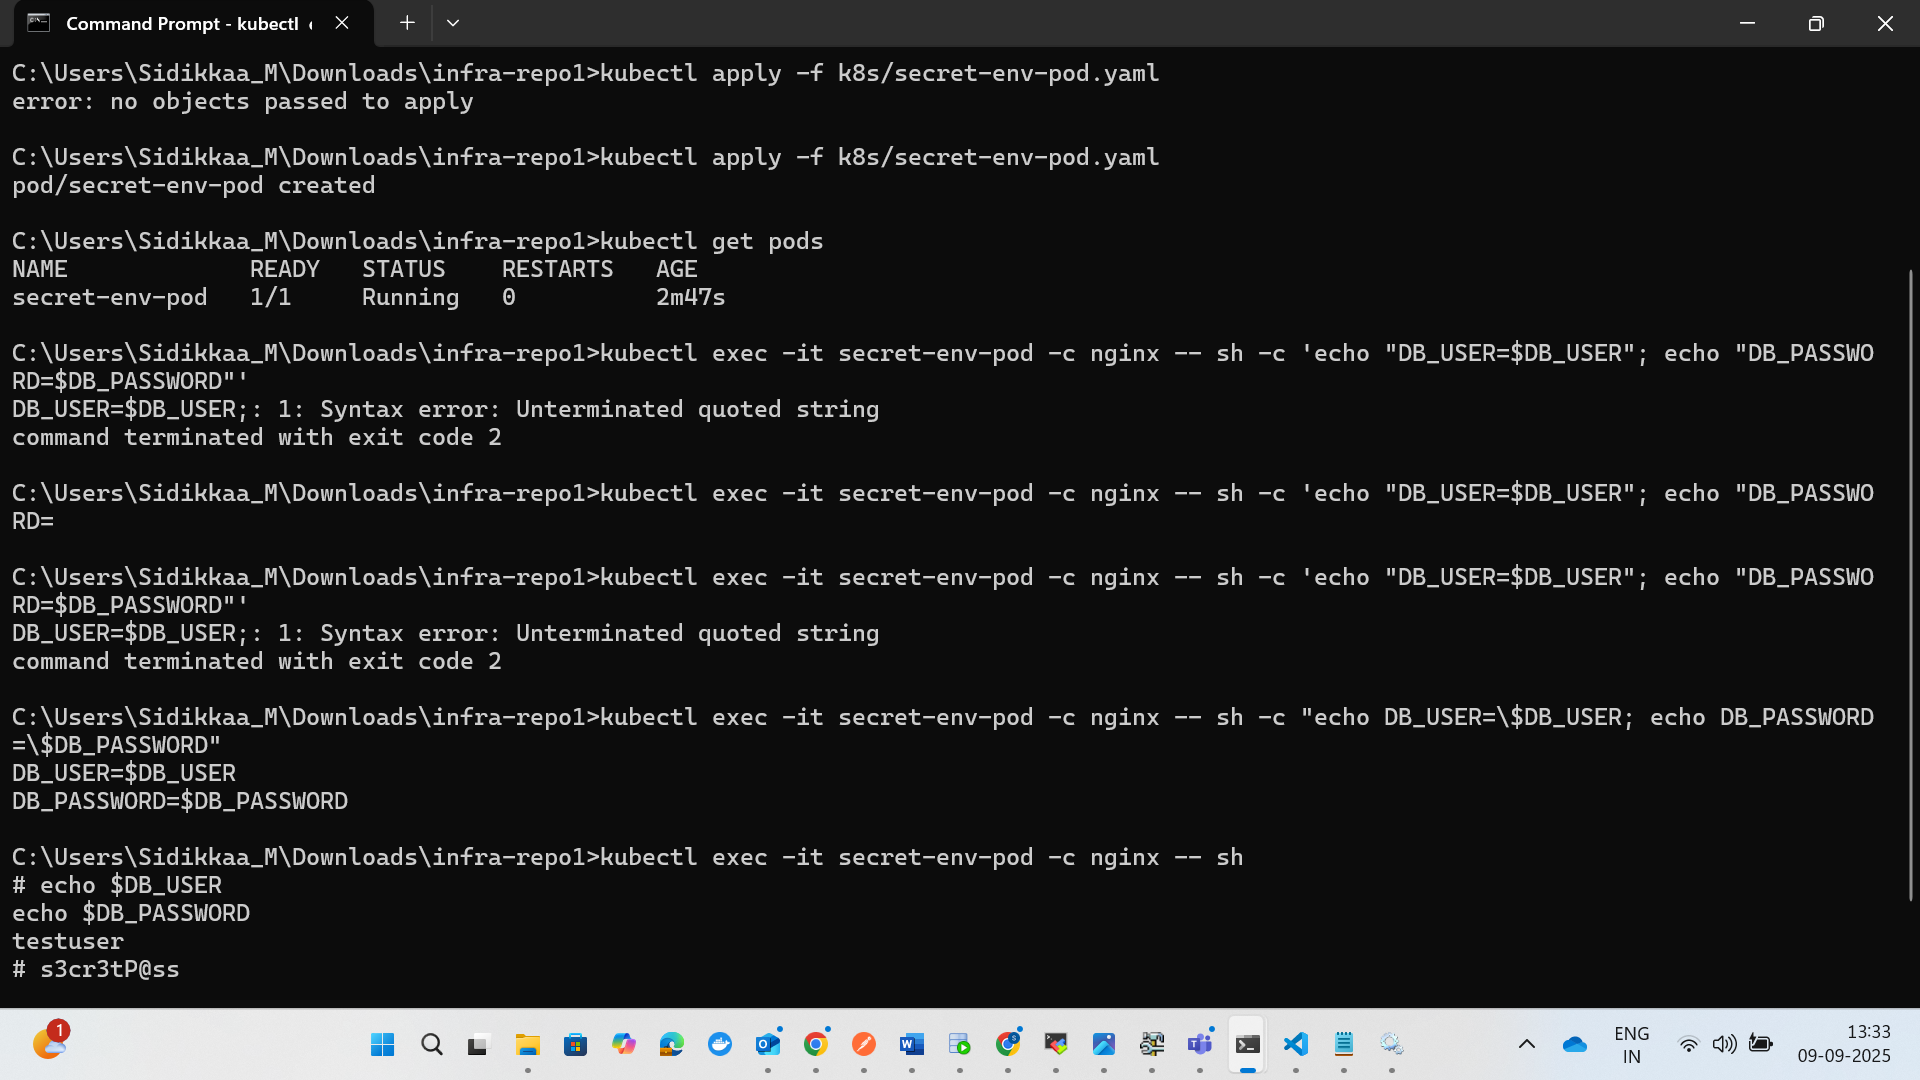 Command Prompt - kubectl
C:\Users\Sidikkaa_M\Downloads\infra-repo1>kubectl apply -f k8s/secret-env-pod.yaml
error: no objects passed to apply
C:\Users\Sidikkaa_M\Downloads\infra-repo1>kubectl apply -f k8s/secret-env-pod.yaml
pod/secret-env-pod created
C:\Users\Sidikkaa_M\Downloads\infra-repo1>kubectl get pods
NAME READY STATUS RESTARTS AGE
secret-env-pod 1/1 Running 0 2m47s
C:\Users\Sidikkaa_M\Downloads\infra-repo1>kubectl exec -it secret-env-pod -c nginx -- sh -c 'echo "DB_USER=$DB_USER"; echo "DB_PASSWO
RD=$DB_PASSWORD"'
DB_USER=$DB_USER;: 1: Syntax error: Unterminated quoted string
command terminated with exit code 2
C:\Users\Sidikkaa_M\Downloads\infra-repo1>kubectl exec -it secret-env-pod -c nginx -- sh -c 'echo "DB_USER=$DB_USER"; echo "DB_PASSWO
RD=
C:\Users\Sidikkaa_M\Downloads\infra-repo1>kubectl exec -it secret-env-pod -c nginx -- sh -c 'echo "DB_USER=$DB_USER"; echo "DB_PASSWO
RD=$DB_PASSWORD"'
DB_USER=$DB_USER;: 1: Syntax error: Unterminated quoted string
command terminated with exit code 2
C:\Users\Sidikkaa_M\Downloads\infra-repo1>kubectl exec -it secret-env-pod -c nginx -- sh -c "echo DB_USER=\$DB_USER; echo DB_PASSWORD
=\$DB_PASSWORD"
DB_USER=$DB_USER
DB_PASSWORD=$DB_PASSWORD
C:\Users\Sidikkaa_M\Downloads\infra-repo1>kubectl exec -it secret-env-pod -c nginx -- sh
# echo $DB_USER
echo $DB_PASSWORD
testuser
# s3cr3tP@ss
1
ENG
IN
13:33
09-09-2025